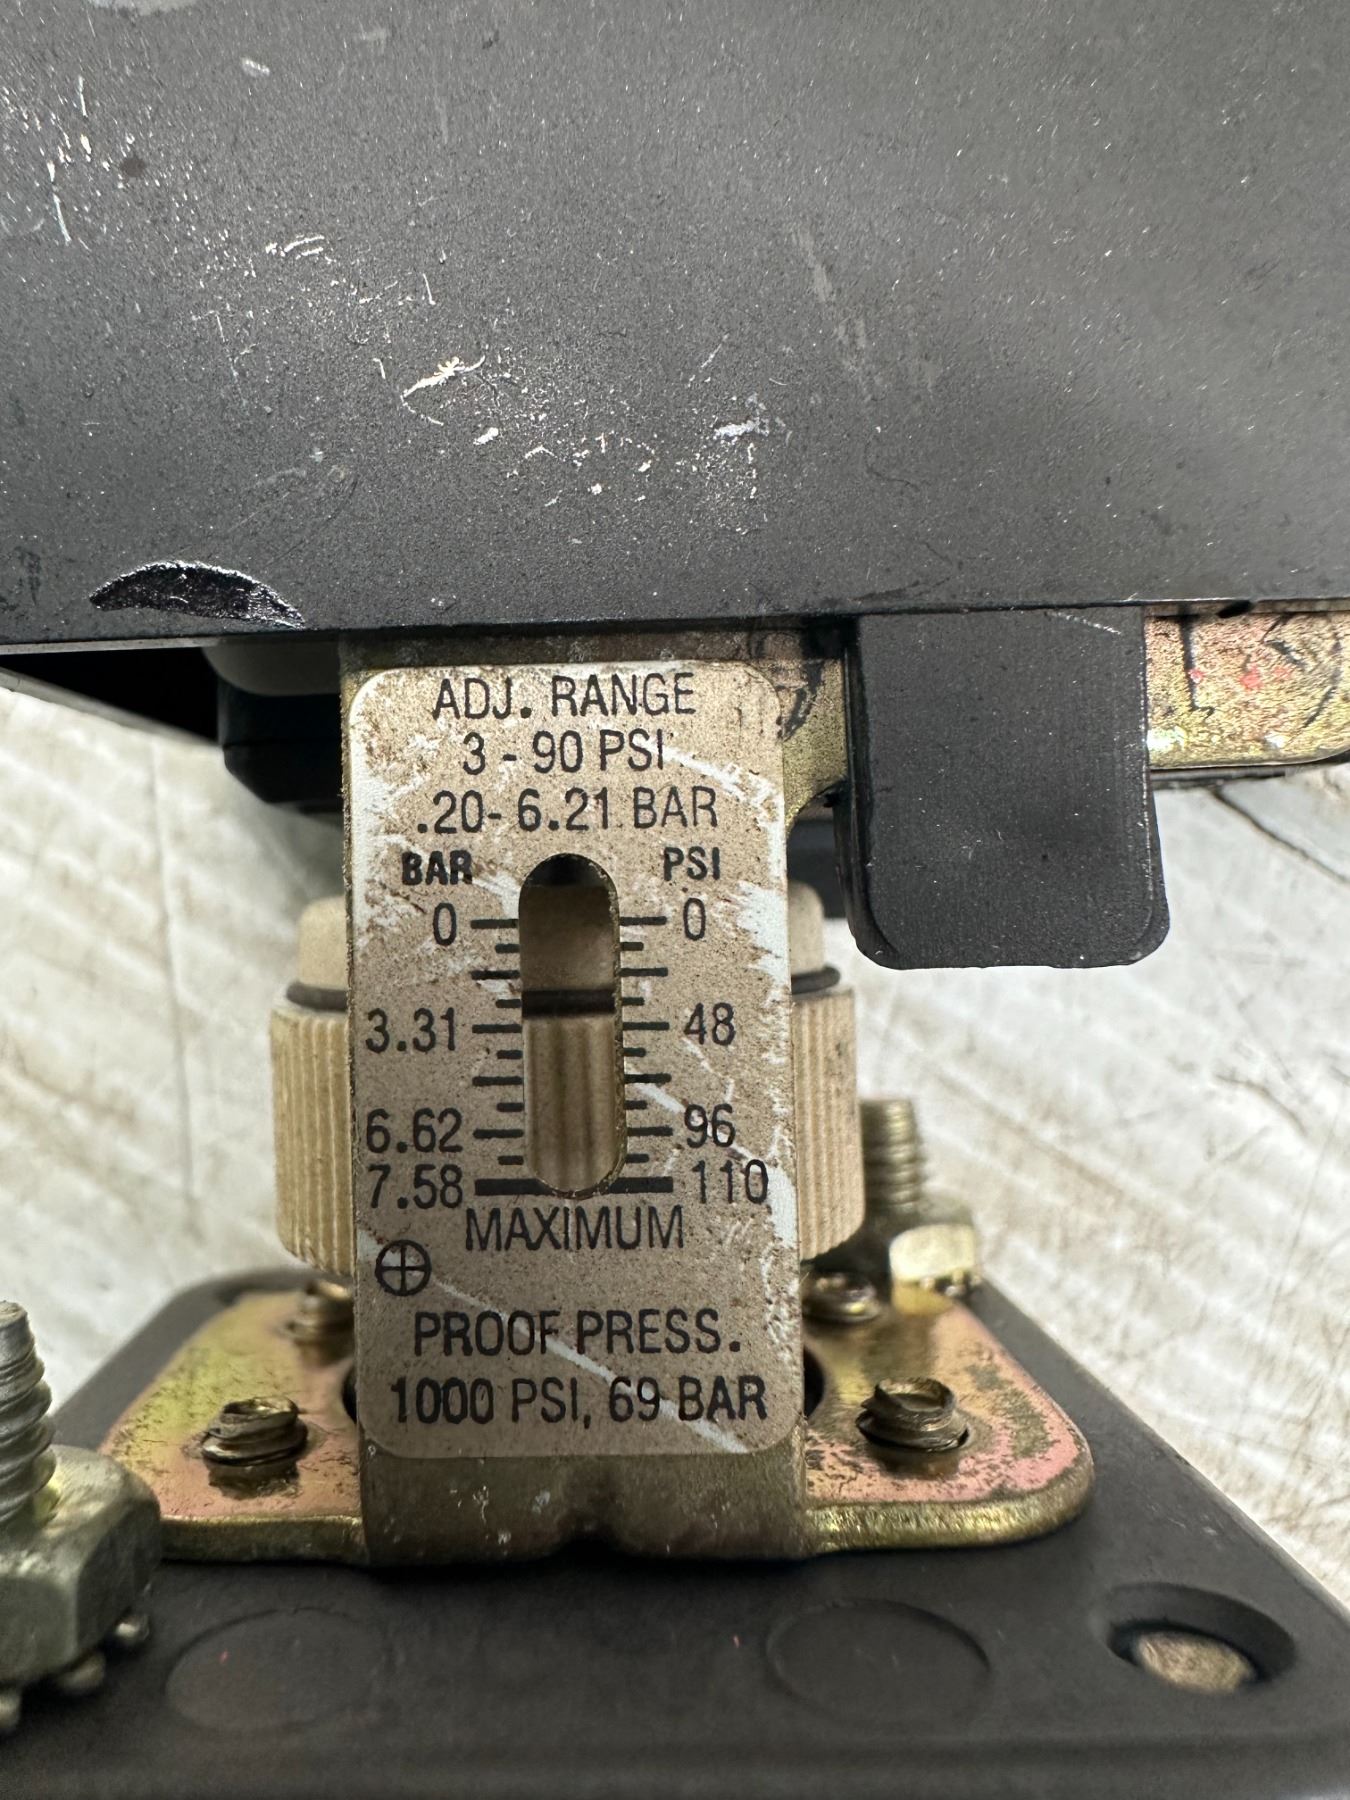 ADJ. RANGE
3 - 90 PSI
.20- 6.21 BAR
BAR PSI
0 0
3.31 48
6.62 96
7.58 110
MAXIMUM
PROOF PRESS.
1000 PSI, 69 BAR